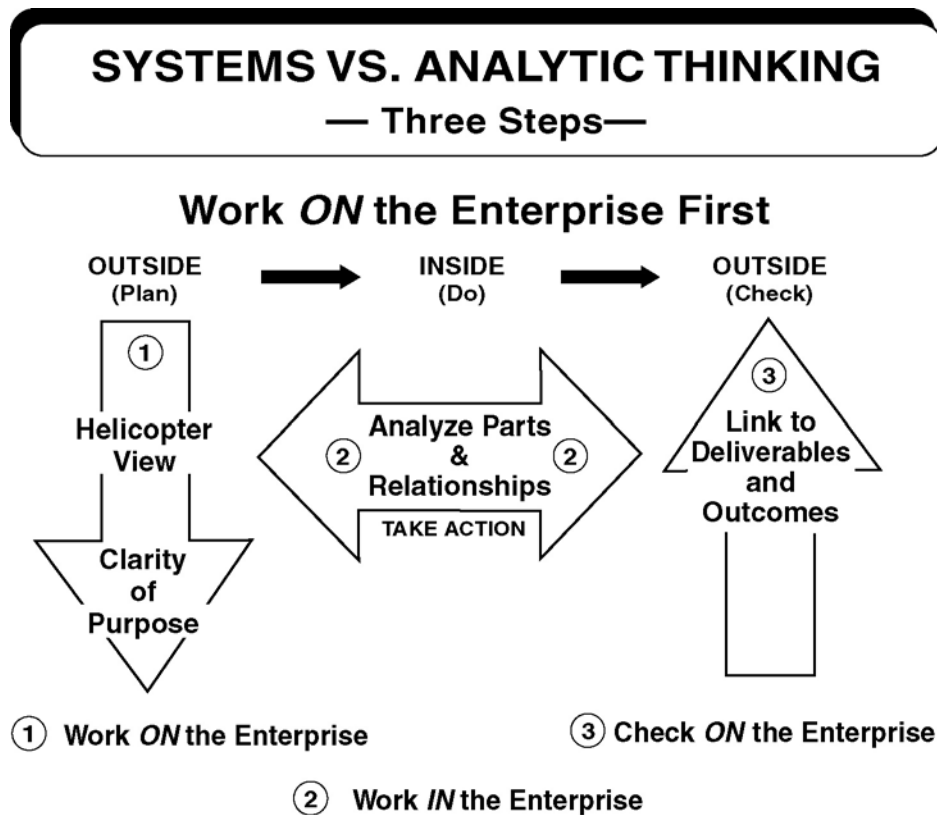 SYSTEMS VS. ANALYTIC THINKING
— Three Steps—
Work ON the Enterprise First
OUTSIDE
(Plan)
INSIDE
(Do)
OUTSIDE
(Check)
1
Helicopter
View
Clarity
of
Purpose
2
Analyze Parts
&
Relationships
2
TAKE ACTION
3
Link to
Deliverables
and
Outcomes
1 Work ON the Enterprise
3 Check ON the Enterprise
2 Work IN the Enterprise